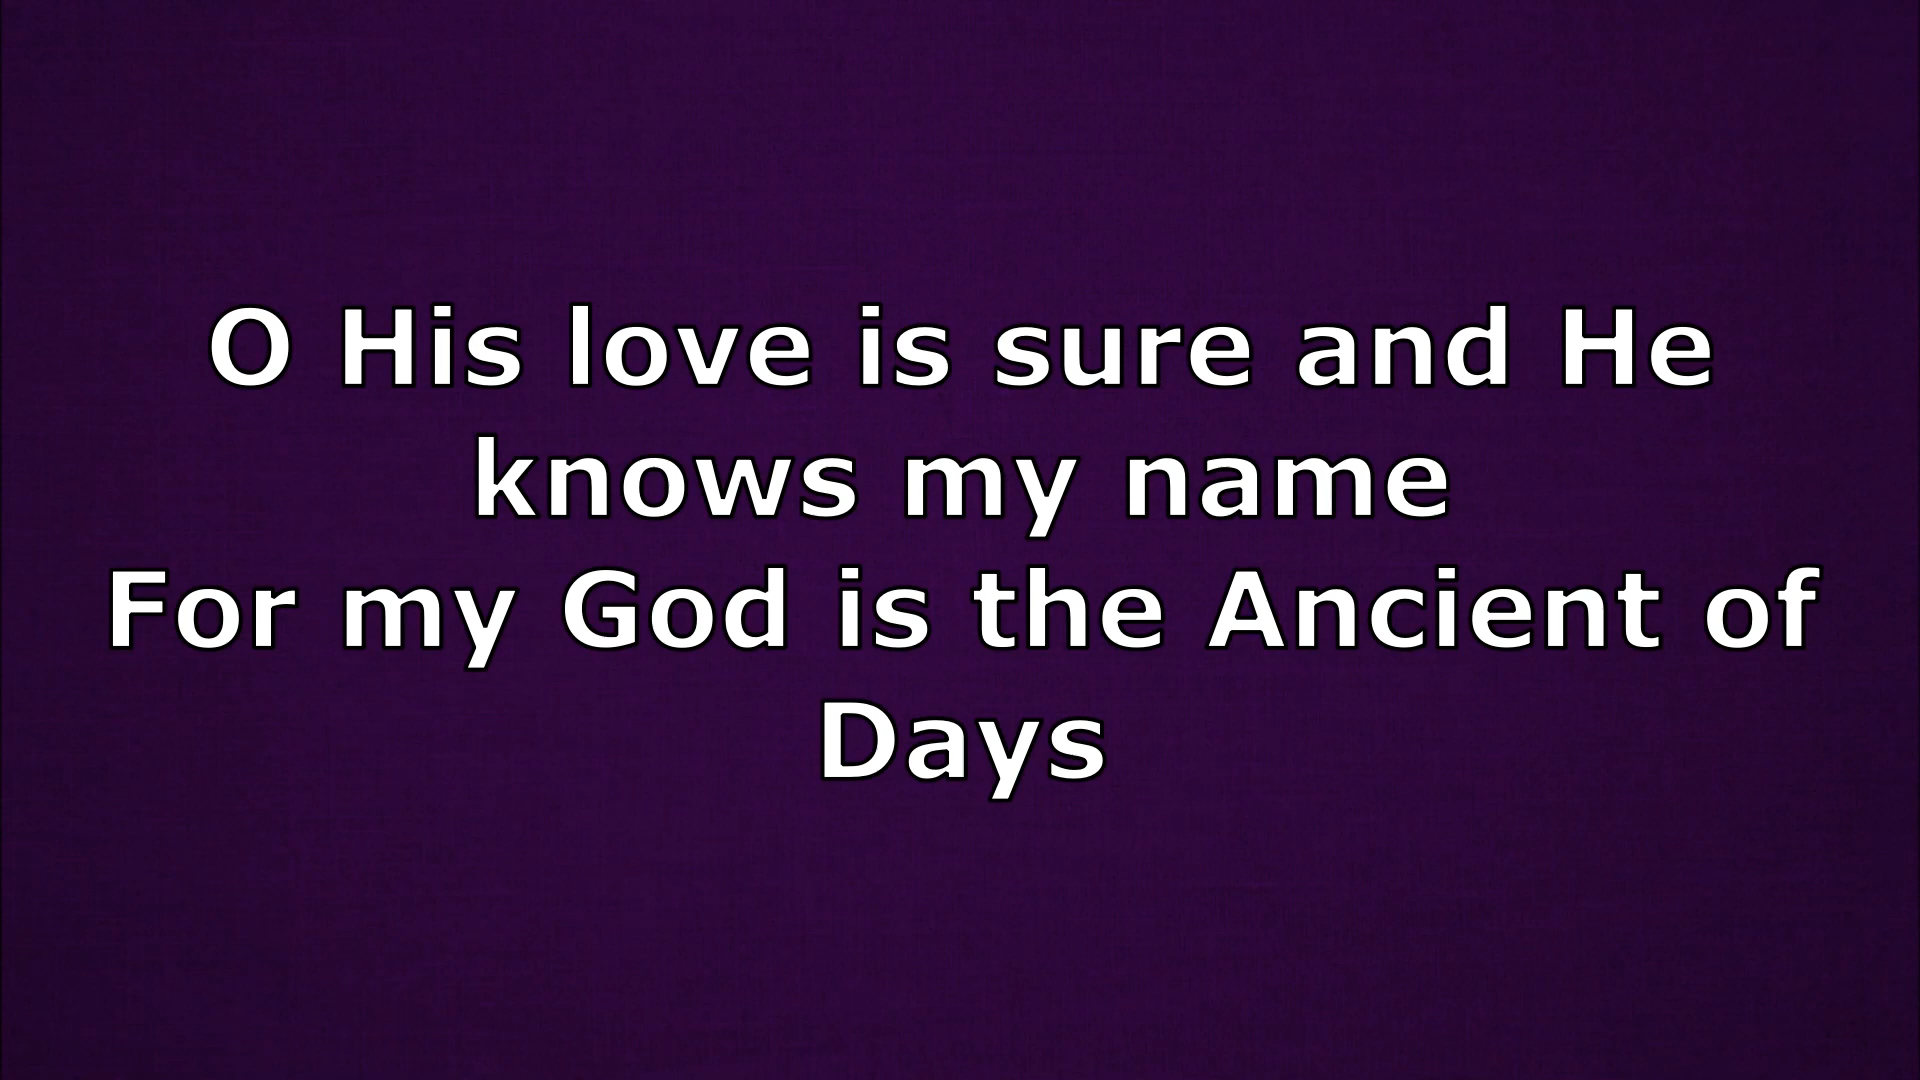 O His love is sure and He
knows my name
For my God is the Ancient of
Days